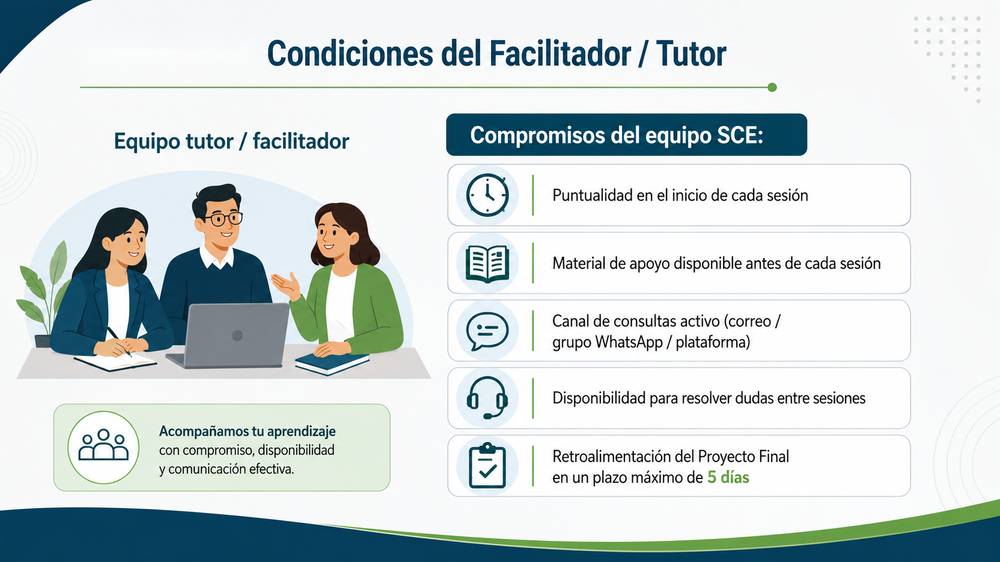 Condiciones del Facilitador / Tutor
Equipo tutor / facilitador
Acompañamos tu aprendizaje
con compromiso, disponibilidad
y comunicación efectiva.
Compromisos del equipo SCE:
Puntualidad en el inicio de cada sesión
Material de apoyo disponible antes de cada sesión
Canal de consultas activo (correo /
grupo WhatsApp / plataforma)
Disponibilidad para resolver dudas entre sesiones
Retroalimentación del Proyecto Final
en un plazo máximo de 5 días